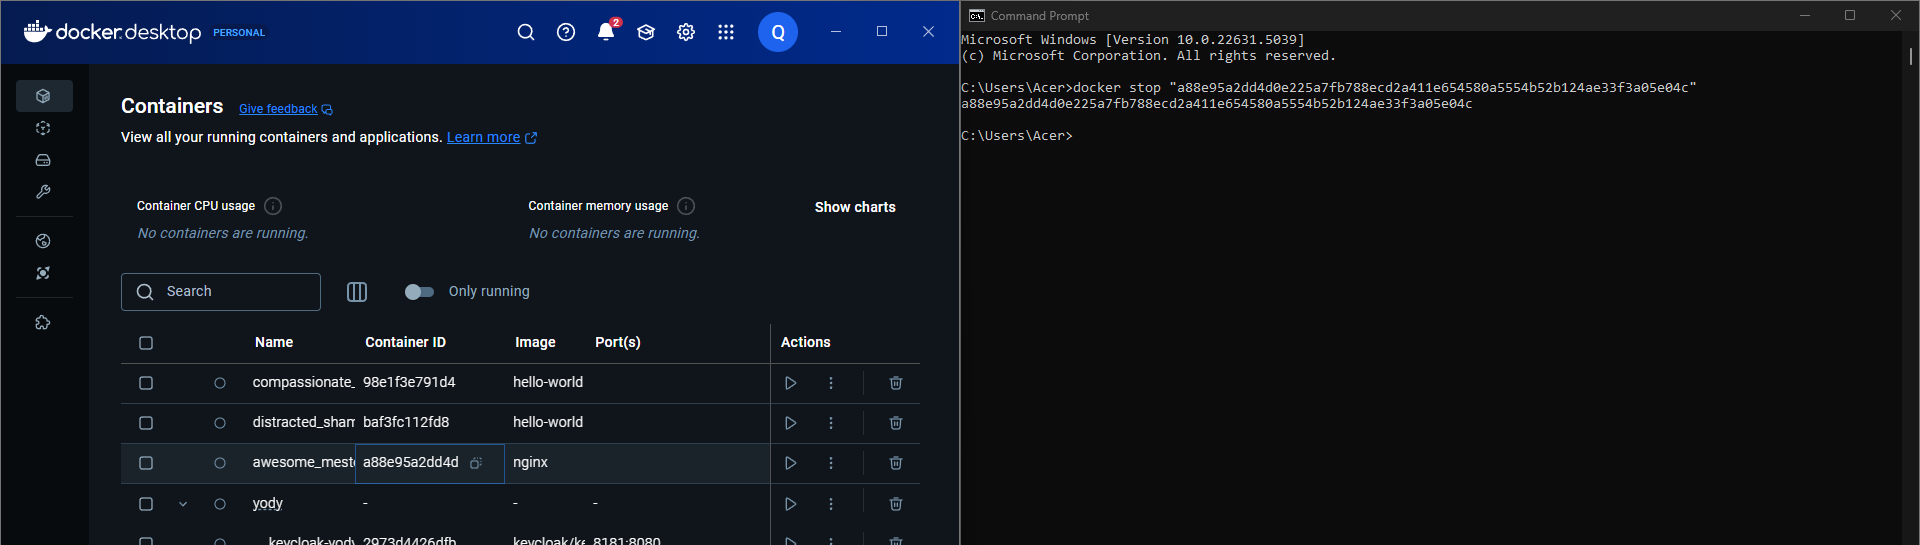 docker.desktop PERSONAL
2
Q
Containers Give feedback
View all your running containers and applications. Learn more
Container CPU usage
Container memory usage
Show charts
No containers are running.
No containers are running.
Search
Only running
Name Container ID Image Port(s) Actions
compassionate_ 98e1f3e791d4 hello-world
distracted_sham baf3fc112fd8 hello-world
awesome_mest a88e95a2dd4d nginx
yody - - -
keycloak-yody 2973d4426dfb keycloak/ke 8181:8080
Command Prompt
Microsoft Windows [Version 10.0.22631.5039]
(c) Microsoft Corporation. All rights reserved.
C:\Users\Acer>docker stop "a88e95a2dd4d0e225a7fb788ecd2a411e654580a5554b52b124ae33f3a05e04c"
a88e95a2dd4d0e225a7fb788ecd2a411e654580a5554b52b124ae33f3a05e04c
C:\Users\Acer>